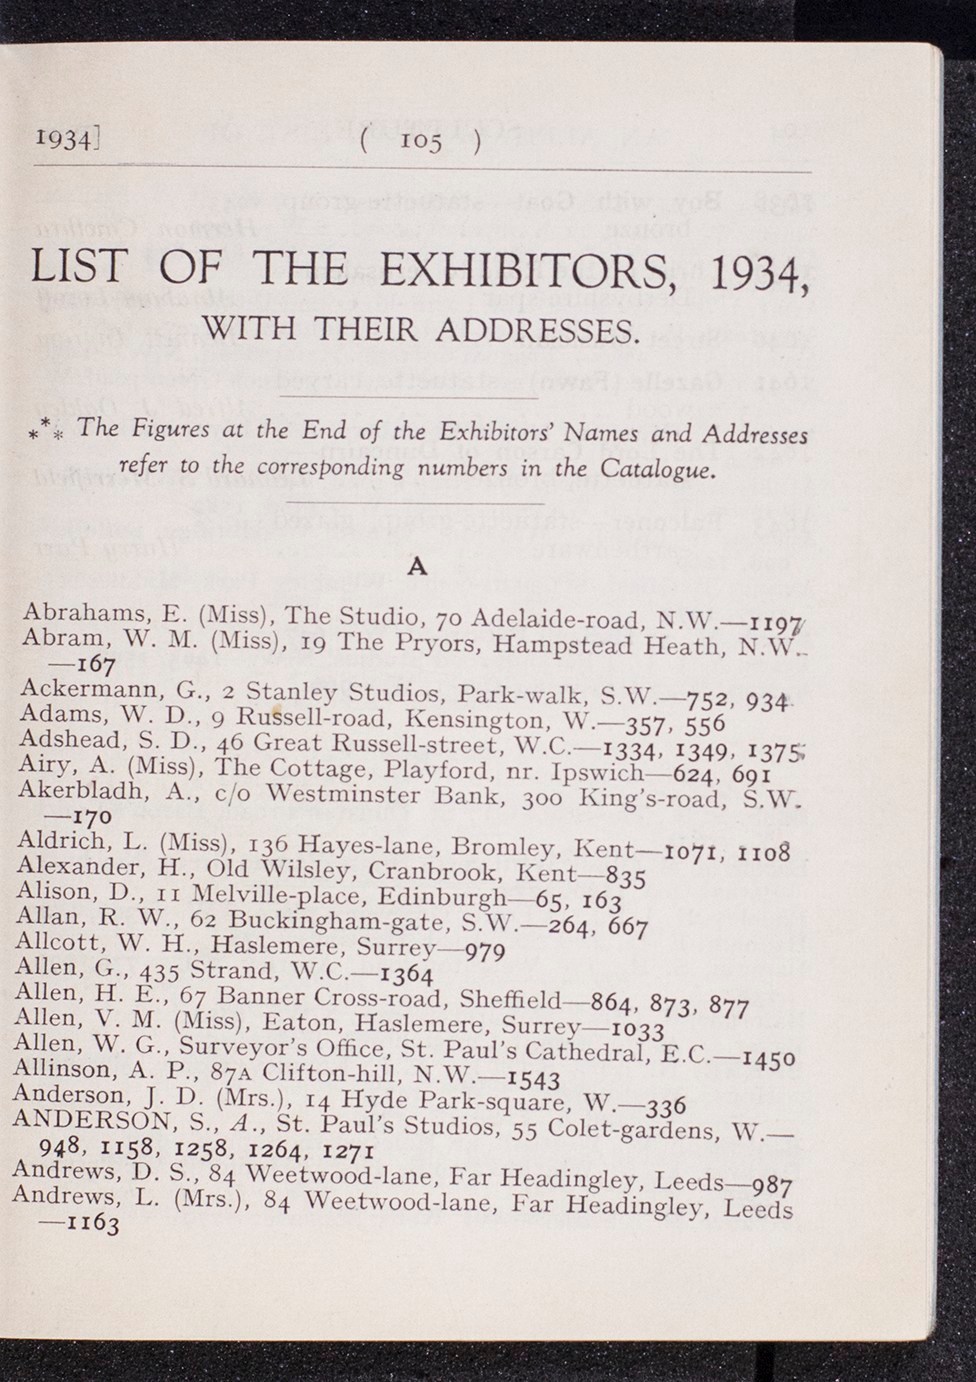 1934]
( 105 )
LIST OF THE EXHIBITORS, 1934,
WITH THEIR ADDRESSES.
*** The Figures at the End of the Exhibitors' Names and Addresses
refer to the corresponding numbers in the Catalogue.
A
Abrahams, E. (Miss), The Studio, 70 Adelaide-road, N.W.—1197
Abram, W. M. (Miss), 19 The Pryors, Hampstead Heath, N.W.
—167
Ackermann, G., 2 Stanley Studios, Park-walk, S.W.—752, 934
Adams, W. D., 9 Russell-road, Kensington, W.—357, 556
Adshead, S. D., 46 Great Russell-street, W.C.—1334, 1349, 1375
Airy, A. (Miss), The Cottage, Playford, nr. Ipswich—624, 691
Akerbladh, A., c/o Westminster Bank, 300 King's-road, S.W.
—170
Aldrich, L. (Miss), 136 Hayes-lane, Bromley, Kent—1071, 1108
Alexander, H., Old Wilsley, Cranbrook, Kent—835
Alison, D., 11 Melville-place, Edinburgh—65, 163
Allan, R. W., 62 Buckingham-gate, S.W.—264, 667
Allcott, W. H., Haslemere, Surrey—979
Allen, G., 435 Strand, W.C.—1364
Allen, H. E., 67 Banner Cross-road, Sheffield—864, 873, 877
Allen, V. M. (Miss), Eaton, Haslemere, Surrey—1033
Allen, W. G., Surveyor's Office, St. Paul's Cathedral, E.C.—1450
Allinson, A. P., 87A Clifton-hill, N.W.—1543
Anderson, J. D. (Mrs.), 14 Hyde Park-square, W.—336
ANDERSON, S., A., St. Paul's Studios, 55 Colet-gardens, W.—
948, 1158, 1258, 1264, 1271
Andrews, D. S., 84 Weetwood-lane, Far Headingley, Leeds—987
Andrews, L. (Mrs.), 84 Weetwood-lane, Far Headingley, Leeds
—1163